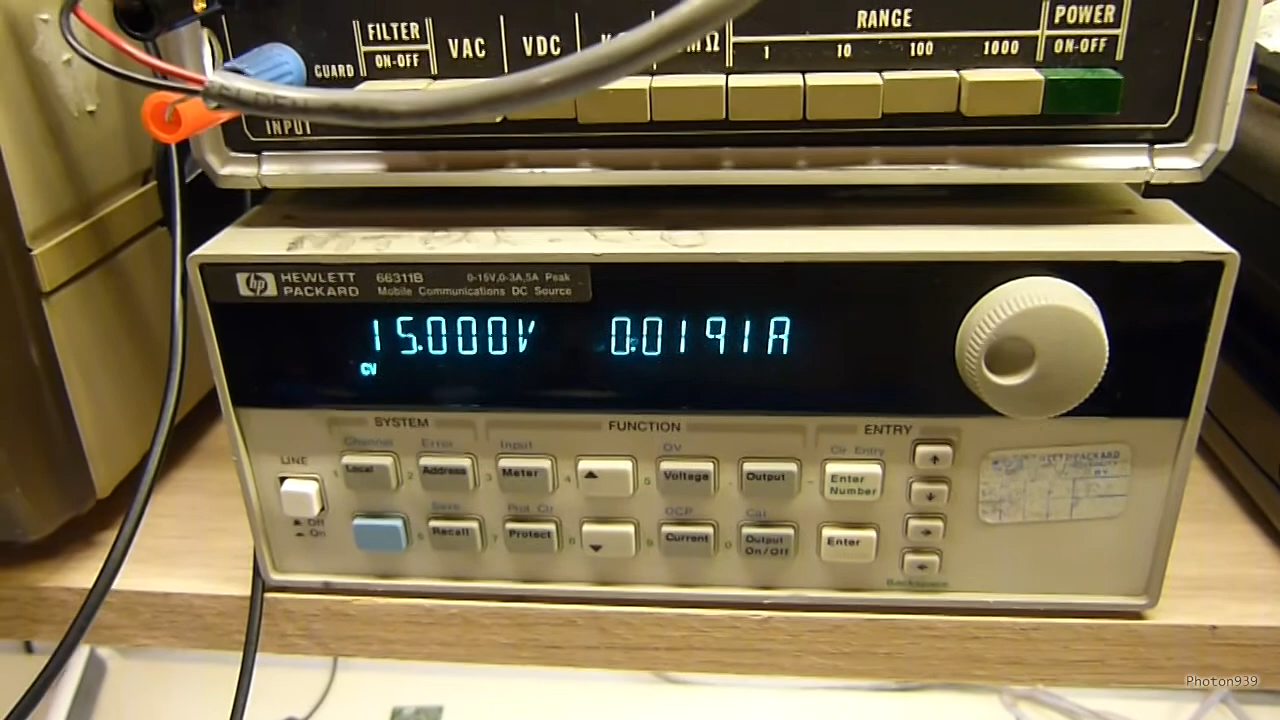 FILTER
ON-OFF
VAC
VDC
RANGE
1 10 100 1000
POWER
ON-OFF
GUARD
INPUT
hp HEWLETT PACKARD
66311B 0-15V,0-3A,5A Peak
Mobile Communications DC Source
15.000V 0.0191A
CV
SYSTEM FUNCTION ENTRY
Channel Error Input OV Clr Entry
LINE
1 Local 2 Address 3 Meter 4 5 Voltage . Output - Enter Number
Off
On
Save Prot Clr OCP Cal
6 Recall 7 Protect 8 9 Current 0 Output On/Off Enter
Backspace
Photon939